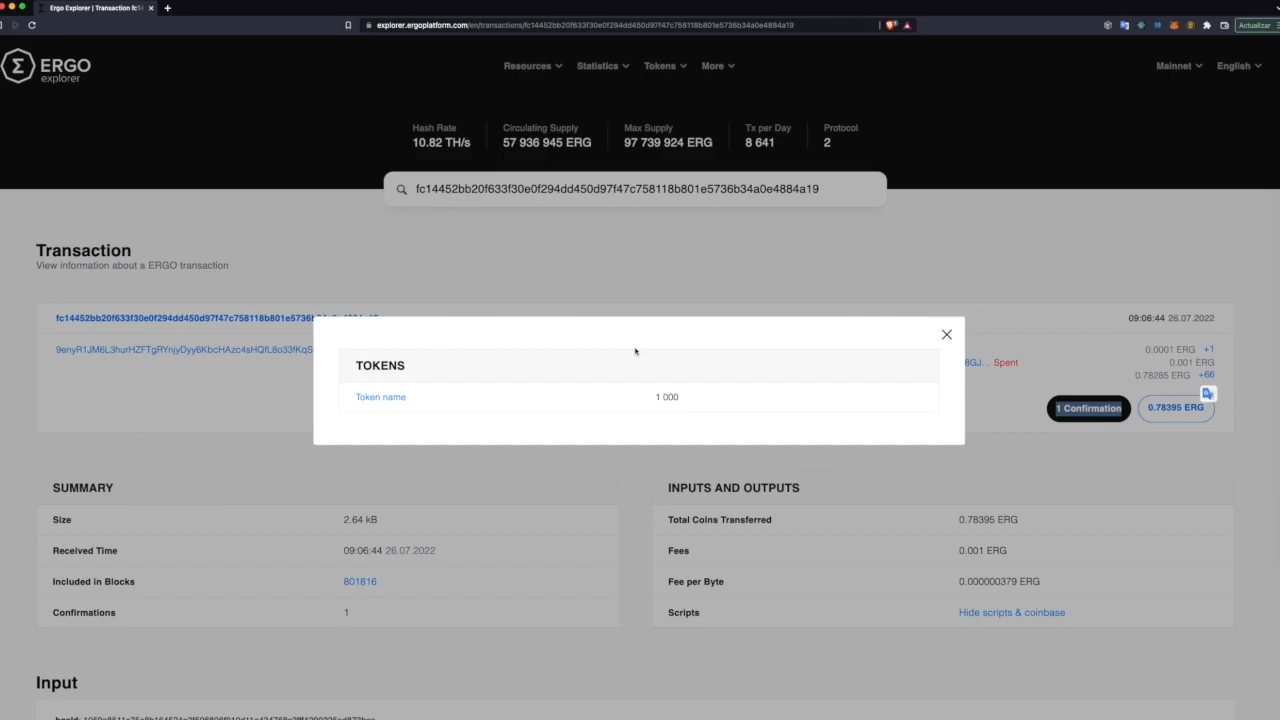 Ergo Explorer | Transaction fc14
explorer.ergoplatform.com/en/transactions/fc14452bb20f633f30e0f294dd450d97f47c758118b801e5736b34a0e4884a19
Actualizar
ERGO
explorer
Resources
Statistics
Tokens
More
Mainnet
English
Hash Rate
10.82 TH/s
Circulating Supply
57 936 945 ERG
Max Supply
97 739 924 ERG
Tx per Day
8 641
Protocol
2
fc14452bb20f633f30e0f294dd450d97f47c758118b801e5736b34a0e4884a19
Transaction
View information about a ERGO transaction
fc14452bb20f633f30e0f294dd450d97f47c758118b801e5736
09:06:44 26.07.2022
9enyR1JM6L3hurHZFTgRYnjyDyy6KbcHAzc4sHQfL8o33fKqS
0.0001 ERG +1
8GJ... Spent
0.001 ERG
0.78285 ERG +66
1 Confirmation
0.78395 ERG
TOKENS
Token name
1 000
SUMMARY
Size
2.64 kB
Received Time
09:06:44 26.07.2022
Included in Blocks
801816
Confirmations
1
INPUTS AND OUTPUTS
Total Coins Transferred
0.78395 ERG
Fees
0.001 ERG
Fee per Byte
0.000000379 ERG
Scripts
Hide scripts & coinbase
Input